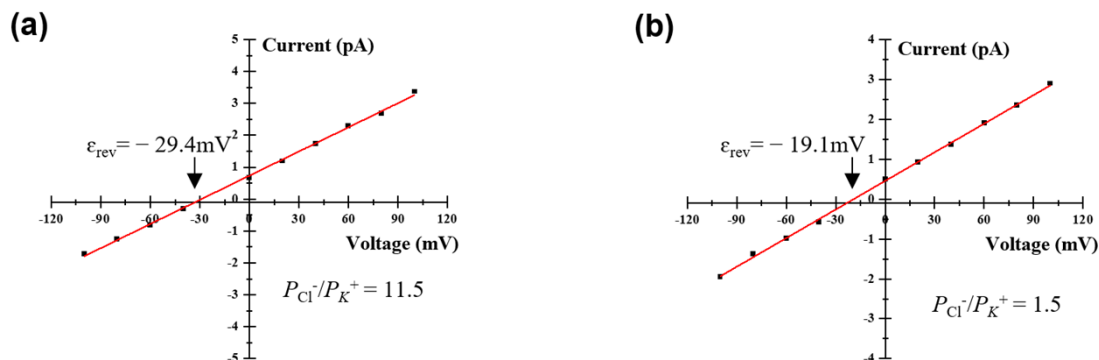 (a)
Current (pA)
5
4
3
2
1
0
-1
-2
-3
-4
-5
εrev= − 29.4mV
-120 -90 -60 -30 0 30 60 90 120
Voltage (mV)
PCl-/PK+ = 11.5
(b)
Current (pA)
4
3
2
1
0
-1
-2
-3
-4
εrev= − 19.1mV
-120 -90 -60 -30 0 30 60 90 120
Voltage (mV)
PCl-/PK+ = 1.5